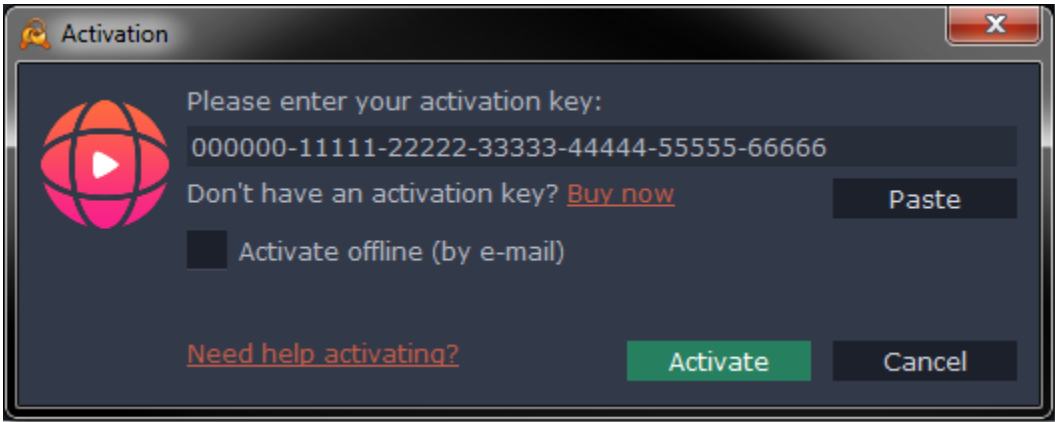 Activation
Please enter your activation key:
000000-11111-22222-33333-44444-55555-66666
Don't have an activation key? Buy now
Paste
Activate offline (by e-mail)
Need help activating?
Activate
Cancel